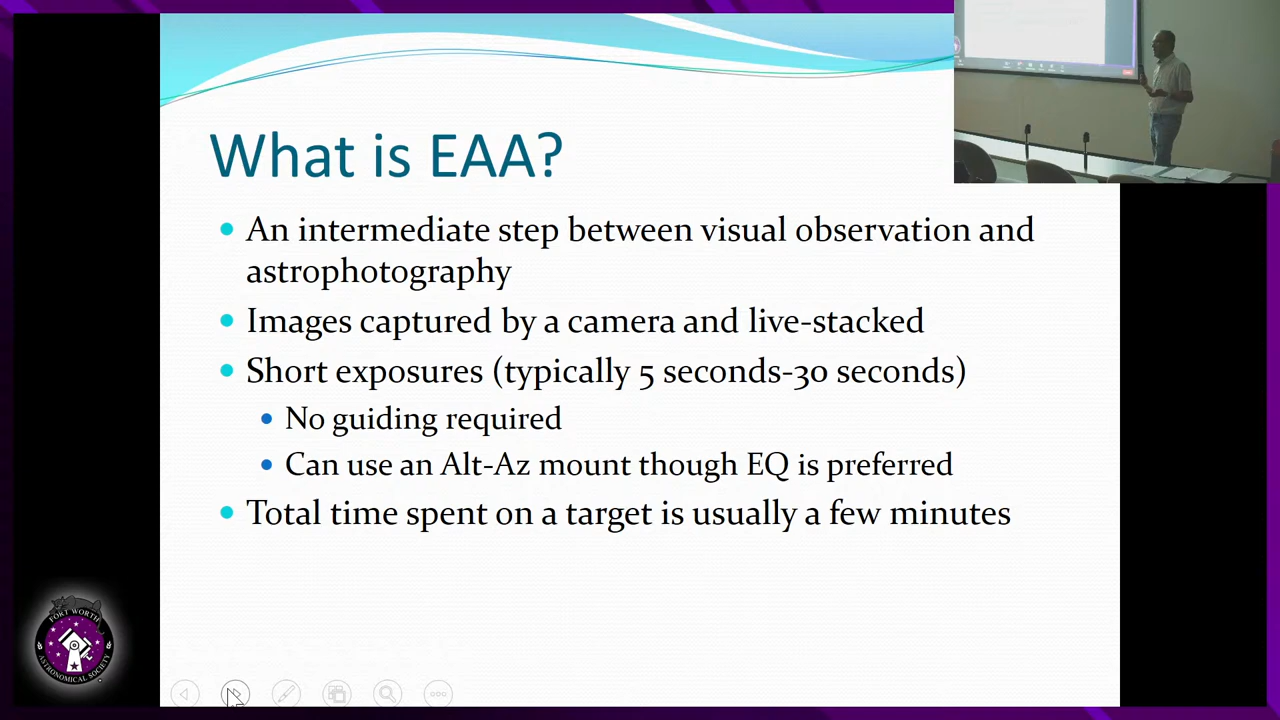 What is EAA?
An intermediate step between visual observation and
astrophotography
Images captured by a camera and live-stacked
Short exposures (typically 5 seconds-30 seconds)
No guiding required
Can use an Alt-Az mount though EQ is preferred
Total time spent on a target is usually a few minutes
FORT WORTH
ASTRONOMICAL SOCIETY